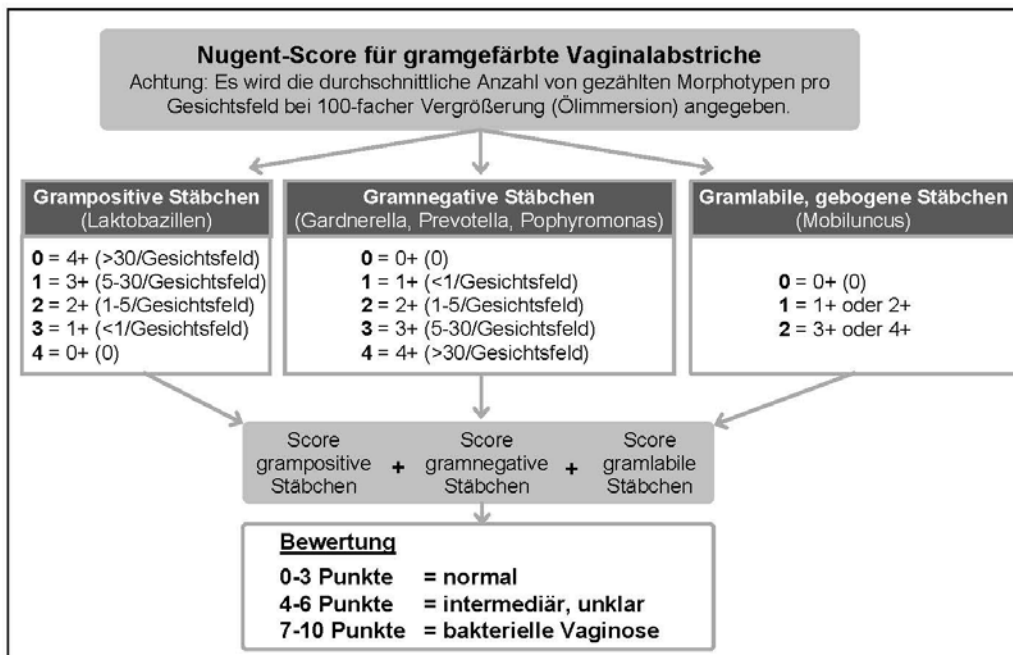 Nugent-Score für gramgefärbte Vaginalabstriche
Achtung: Es wird die durchschnittliche Anzahl von gezählten Morphotypen pro
Gesichtsfeld bei 100-facher Vergrößerung (Ölimmersion) angegeben.
Grampositive Stäbchen
(Laktobazillen)
0 = 4+ (>30/Gesichtsfeld)
1 = 3+ (5-30/Gesichtsfeld)
2 = 2+ (1-5/Gesichtsfeld)
3 = 1+ (<1/Gesichtsfeld)
4 = 0+ (0)
Gramnegative Stäbchen
(Gardnerella, Prevotella, Pophyromonas)
0 = 0+ (0)
1 = 1+ (<1/Gesichtsfeld)
2 = 2+ (1-5/Gesichtsfeld)
3 = 3+ (5-30/Gesichtsfeld)
4 = 4+ (>30/Gesichtsfeld)
Gramlabile, gebogene Stäbchen
(Mobiluncus)
0 = 0+ (0)
1 = 1+ oder 2+
2 = 3+ oder 4+
Score
grampositive
Stäbchen
+
Score
gramnegative
Stäbchen
+
Score
gramlabile
Stäbchen
Bewertung
0-3 Punkte = normal
4-6 Punkte = intermediär, unklar
7-10 Punkte = bakterielle Vaginose